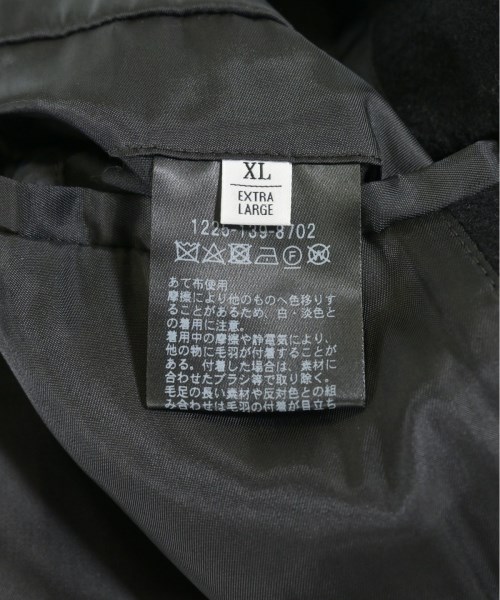 XL
EXTRA
LARGE
1225-139-8702
あて布使用
摩擦により他のものへ色移りす
ることがあるため、白・淡色と
の着用に注意。
着用中の摩擦や静電気により、
他の物に毛羽が付着することが
ある。付着した場合は、素材に
合わせたブラシ等で取り除く。
毛足の長い素材や反対色との組
み合わせは毛羽の付着が目立ち